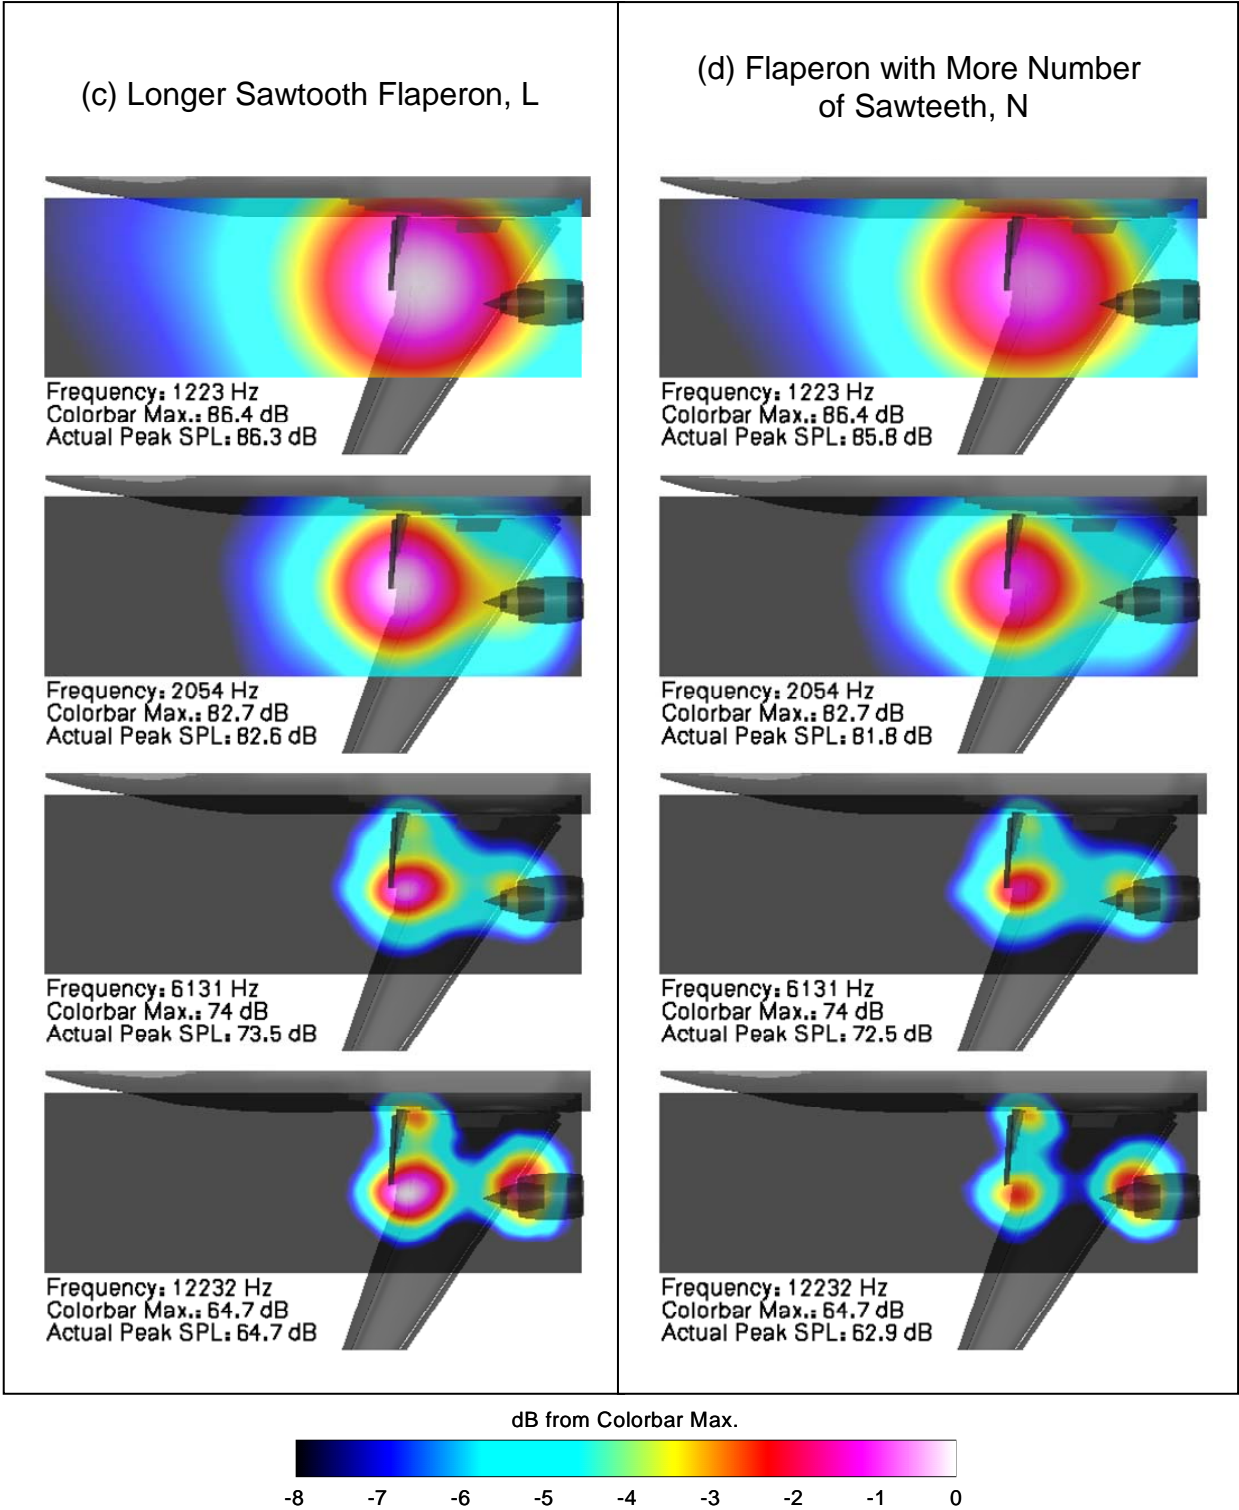 (c) Longer Sawtooth Flaperon, L
Frequency: 1223 Hz
Colorbar Max.: 86.4 dB
Actual Peak SPL: 86.3 dB
Frequency: 2054 Hz
Colorbar Max.: 82.7 dB
Actual Peak SPL: 82.6 dB
Frequency: 6131 Hz
Colorbar Max.: 74 dB
Actual Peak SPL: 73.5 dB
Frequency: 12232 Hz
Colorbar Max.: 64.7 dB
Actual Peak SPL: 64.7 dB
(d) Flaperon with More Number
of Sawteeth, N
Frequency: 1223 Hz
Colorbar Max.: 86.4 dB
Actual Peak SPL: 85.8 dB
Frequency: 2054 Hz
Colorbar Max.: 82.7 dB
Actual Peak SPL: 81.8 dB
Frequency: 6131 Hz
Colorbar Max.: 74 dB
Actual Peak SPL: 72.5 dB
Frequency: 12232 Hz
Colorbar Max.: 64.7 dB
Actual Peak SPL: 62.9 dB
dB from Colorbar Max.
-8 -7 -6 -5 -4 -3 -2 -1 0